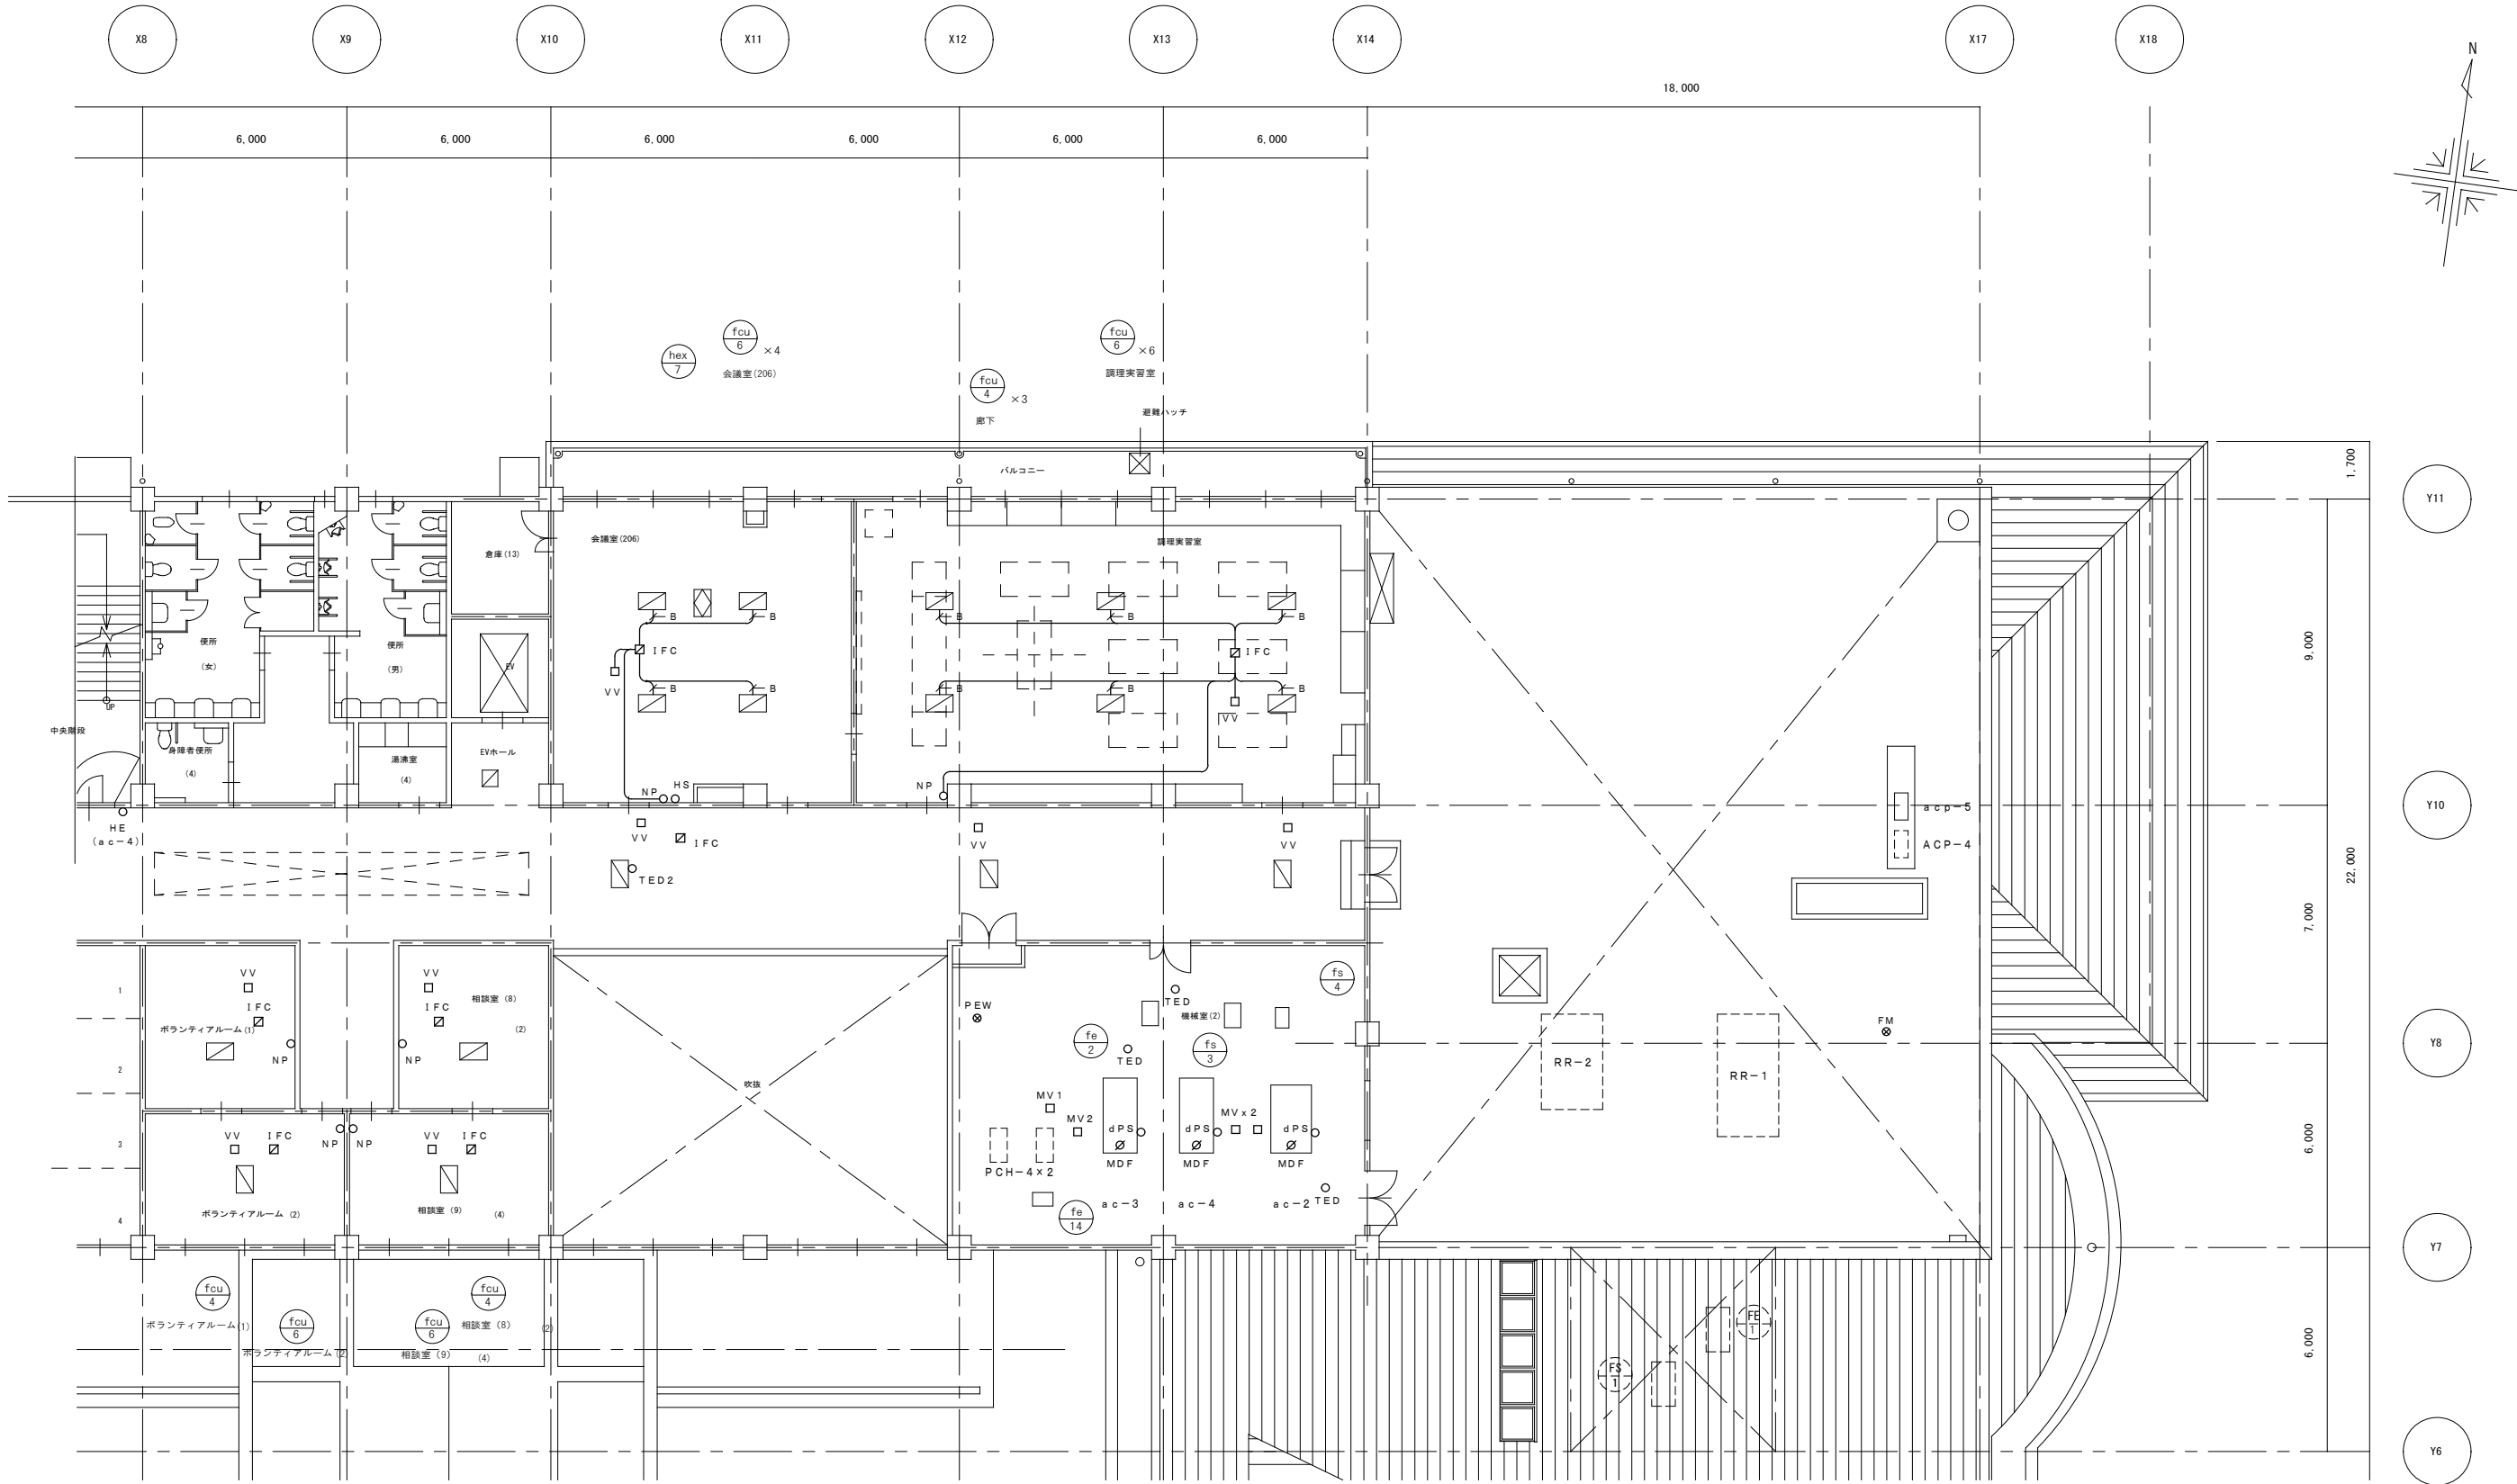 X8
X9
X10
X11
X12
X13
X14
X17
X18
N
18,000
6,000
6,000
6,000
6,000
6,000
6,000
fcu
6
×4
会議室(206)
hex
7
fcu
6
×6
調理実習室
fcu
4
×3
廊下
避難ハッチ
バルコニー
1,700
Y11
会議室(206)
倉庫(13)
調理実習室
B
B
B
B
B
IFC
IFC
VV
B
B
B
B
B
VV
便所
(女)
便所
(男)
EV
UP
9,000
中央階段
身障者便所
(4)
湯沸室
(4)
EVホール
NP
HS
NP
acp-5
Y10
HE
(ac-4)
VV
IFC
VV
VV
ACP-4
TED2
22,000
7,000
1
2
3
4
VV
IFC
ボランティアルーム(1)
NP
VV
IFC
相談室(8)
(2)
NP
PEW
TED
機械室(2)
fs
4
fe
2
TED
fs
3
FM
Y8
RR-2
RR-1
吹抜
MV1
MV2
dPS
MDF
dPS
MDF
MVx2
dPS
MDF
PCH-4×2
VV
IFC
NP
NP
VV
IFC
6,000
ac-3
ac-4
ac-2
TED
fe
14
ボランティアルーム(2)
相談室(9)
(4)
Y7
fcu
4
ボランティアルーム(1)
fcu
6
ボランティアルーム(2)
fcu
4
相談室(8)
(2)
fcu
6
相談室(9)
(4)
FE
1
FS
1
6,000
Y6